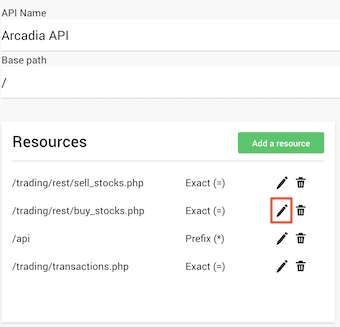 API Name
Arcadia API
Base path
/
Resources
Add a resource
/trading/rest/sell_stocks.php Exact (=)
/trading/rest/buy_stocks.php Exact (=)
/api Prefix (*)
/trading/transactions.php Exact (=)